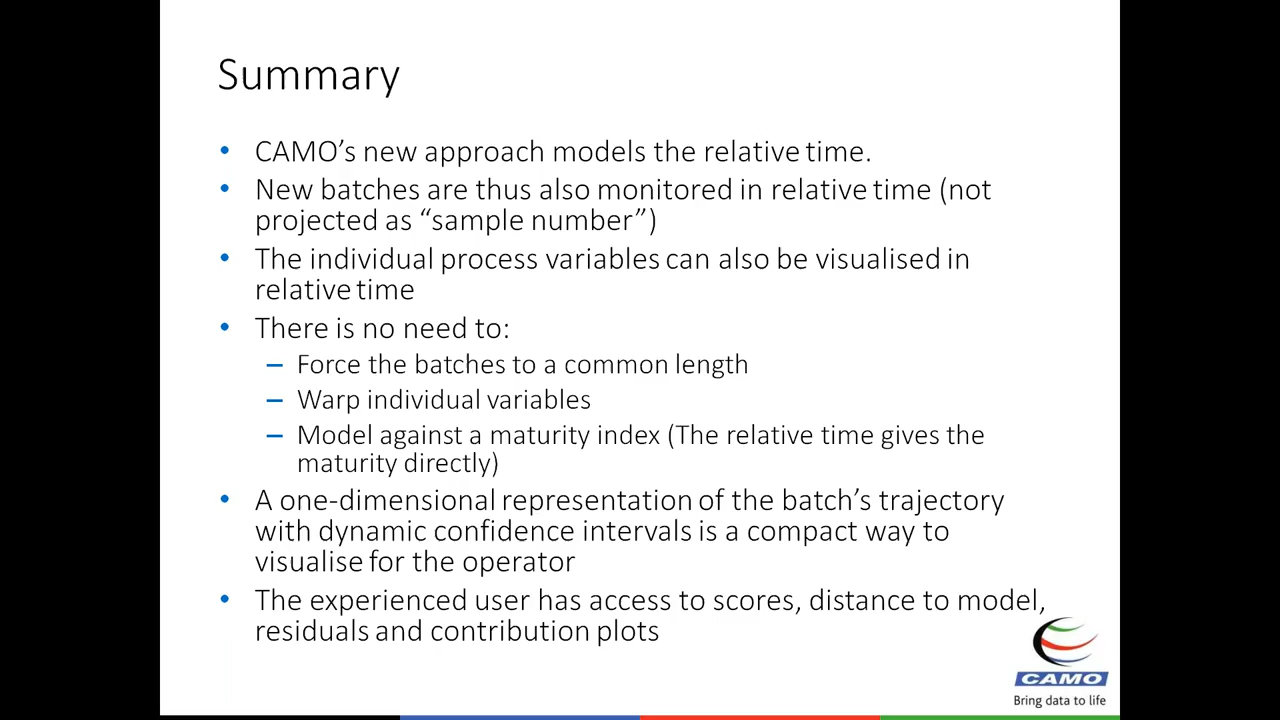 Summary
• CAMO’s new approach models the relative time.
• New batches are thus also monitored in relative time (not
projected as “sample number”)
• The individual process variables can also be visualised in
relative time
• There is no need to:
– Force the batches to a common length
– Warp individual variables
– Model against a maturity index (The relative time gives the
maturity directly)
• A one-dimensional representation of the batch’s trajectory
with dynamic confidence intervals is a compact way to
visualise for the operator
• The experienced user has access to scores, distance to model,
residuals and contribution plots
CAMO
Bring data to life